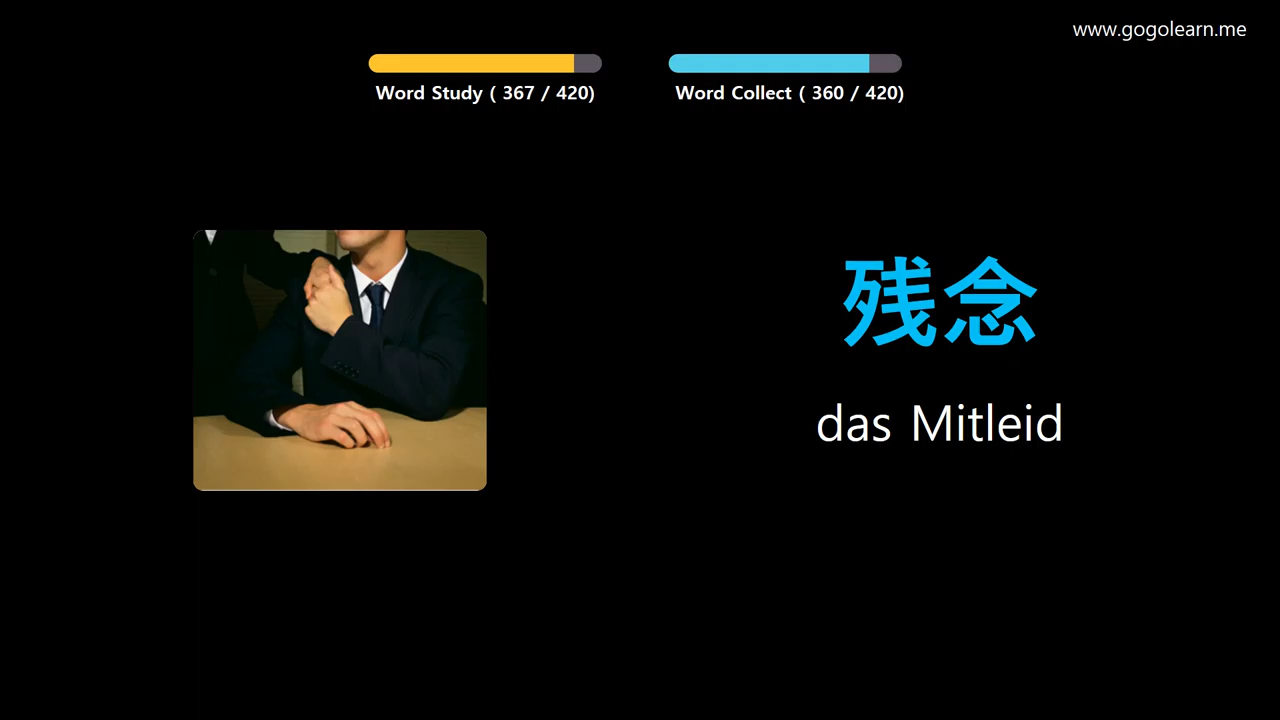 www.gogolearn.me
Word Study ( 367 / 420)
Word Collect ( 360 / 420)
残念
das Mitleid